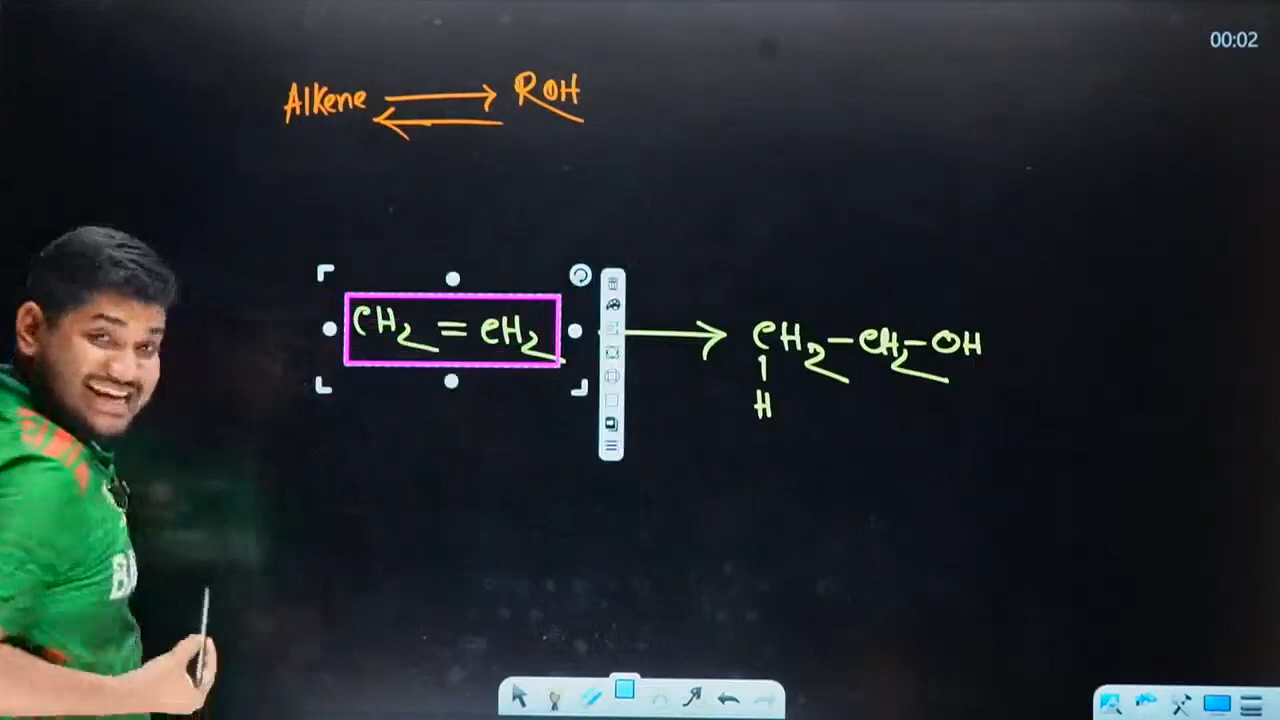 00:02
Alkene ⇌ ROH
CH2 = CH2 → CH2-CH2-OH
H